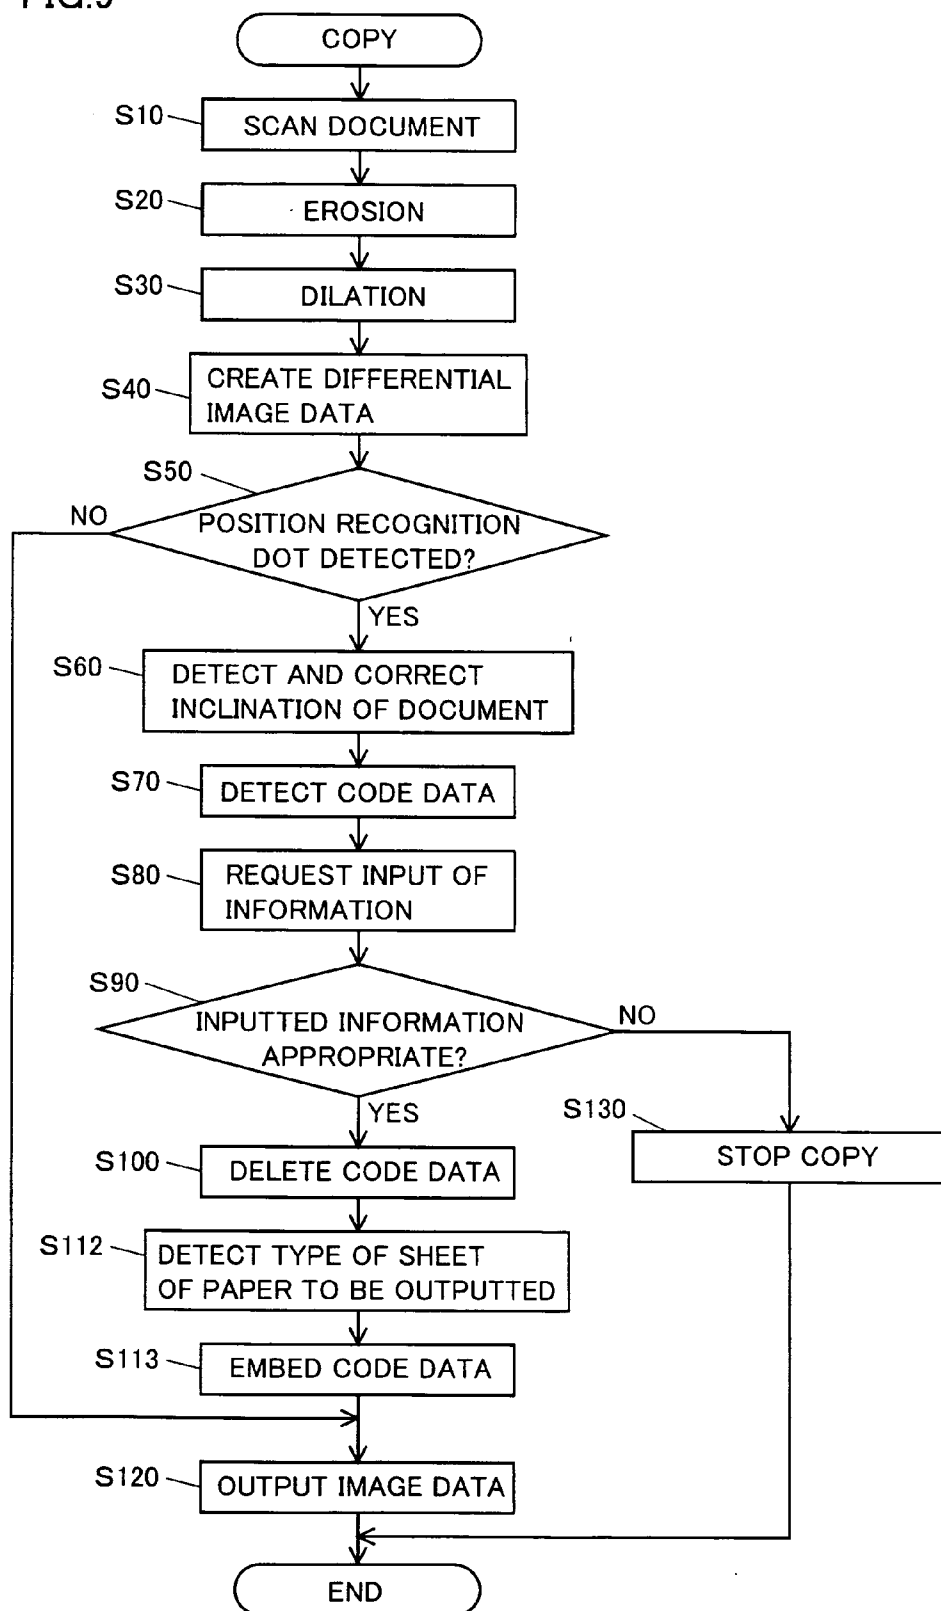 COPY
S10
SCAN DOCUMENT
S20
EROSION
S30
DILATION
S40
CREATE DIFFERENTIAL
IMAGE DATA
S50
NO
POSITION RECOGNITION
DOT DETECTED?
YES
S60
DETECT AND CORRECT
INCLINATION OF DOCUMENT
S70
DETECT CODE DATA
S80
REQUEST INPUT OF
INFORMATION
S90
NO
INPUTTED INFORMATION
APPROPRIATE?
YES
S130
STOP COPY
S100
DELETE CODE DATA
S112
DETECT TYPE OF SHEET
OF PAPER TO BE OUTPUTTED
S113
EMBED CODE DATA
S120
OUTPUT IMAGE DATA
END